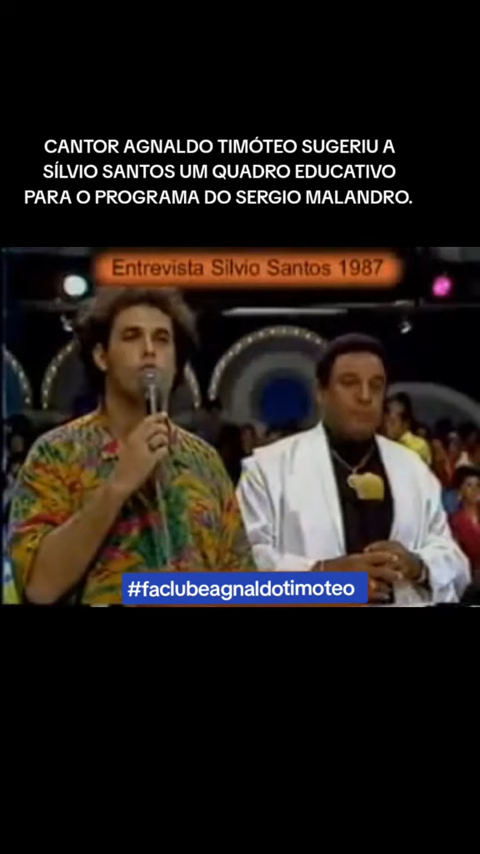 CANTOR AGNALDO TIMÓTEO SUGERIU A
SÍLVIO SANTOS UM QUADRO EDUCATIVO
PARA O PROGRAMA DO SERGIO MALANDRO.
Entrevista Silvio Santos 1987
#faclubeagnaldotimoteo